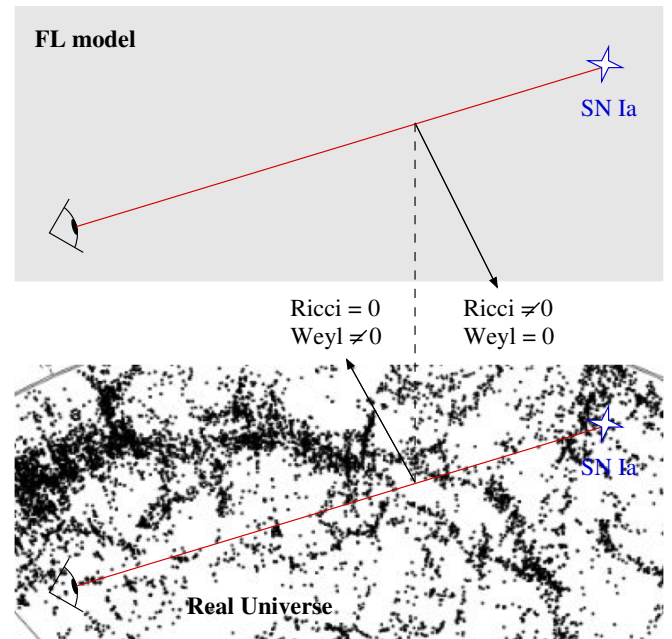 FL model
SN Ia
Ricci = 0
Weyl ≠ 0
Ricci ≠ 0
Weyl = 0
SN Ia
Real Universe